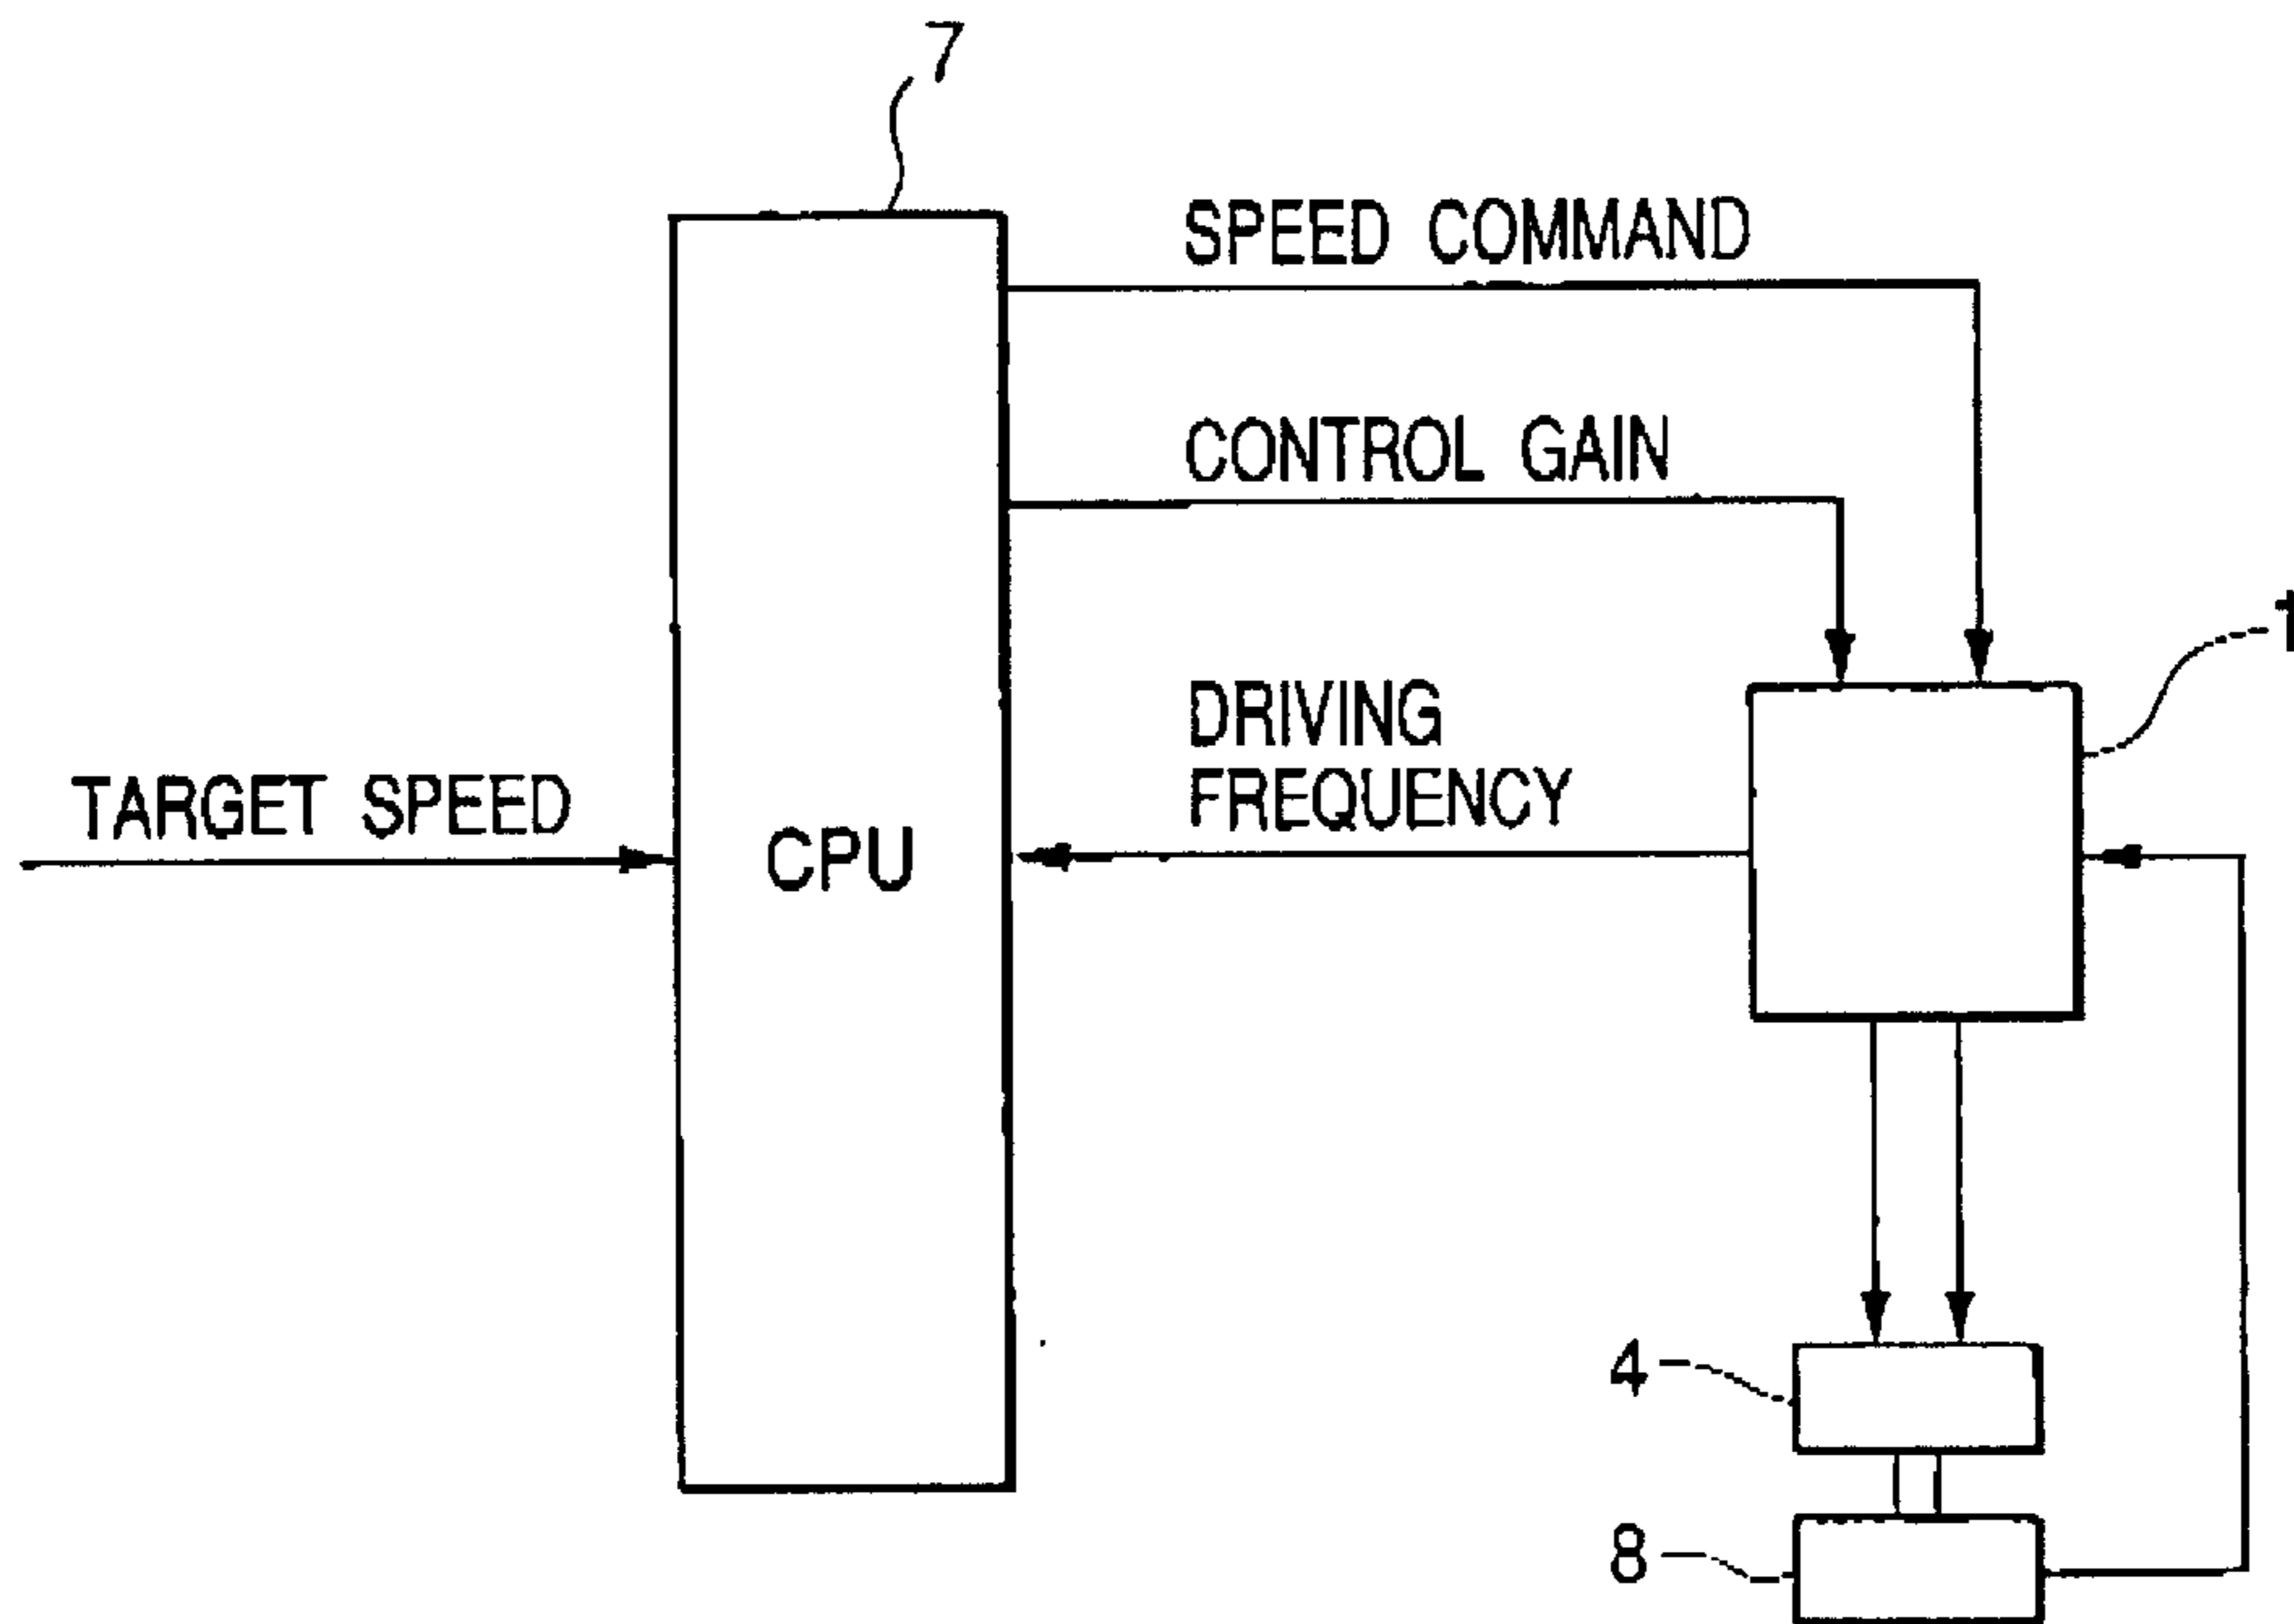 7
SPEED COMMAND
CONTROL GAIN
1
DRIVING
FREQUENCY
TARGET SPEED
CPU
4
8